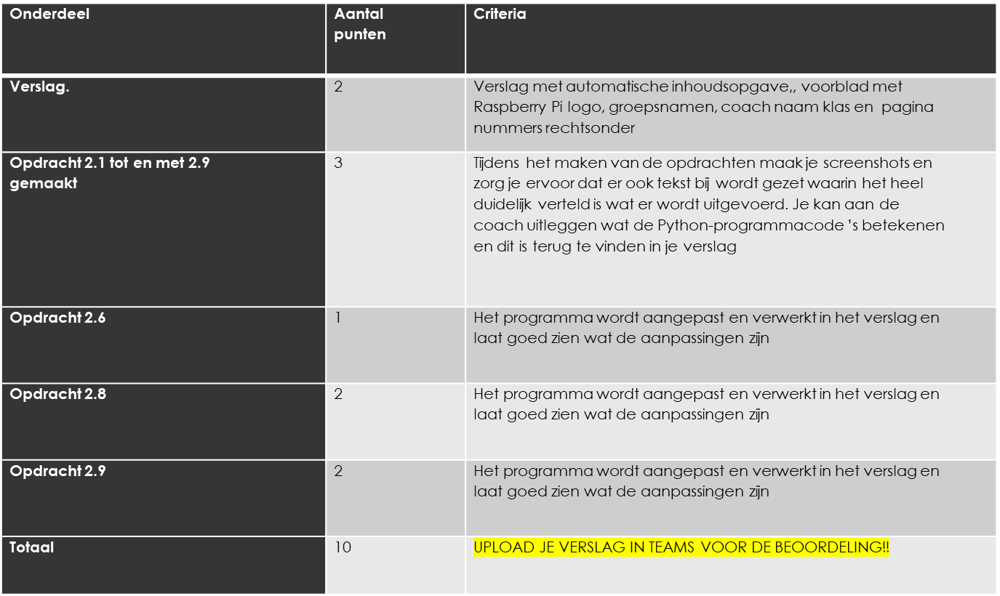 Onderdeel
Aantal
punten
Criteria
Verslag.
2
Verslag met automatische inhoudsopgave,, voorblad met
Raspberry Pi logo, groepsnamen, coach naam klas en pagina
nummers rechtsonder
Opdracht 2.1 tot en met 2.9
gemaakt
3
Tijdens het maken van de opdrachten maak je screenshots en
zorg je ervoor dat er ook tekst bij wordt gezet waarin het heel
duidelijk verteld is wat er wordt uitgevoerd. Je kan aan de
coach uitleggen wat de Python-programmacode 's betekenen
en dit is terug te vinden in je verslag
Opdracht 2.6
1
Het programma wordt aangepast en verwerkt in het verslag en
laat goed zien wat de aanpassingen zijn
Opdracht 2.8
2
Het programma wordt aangepast en verwerkt in het verslag en
laat goed zien wat de aanpassingen zijn
Opdracht 2.9
2
Het programma wordt aangepast en verwerkt in het verslag en
laat goed zien wat de aanpassingen zijn
Totaal
10
UPLOAD JE VERSLAG IN TEAMS VOOR DE BEOORDELING!!